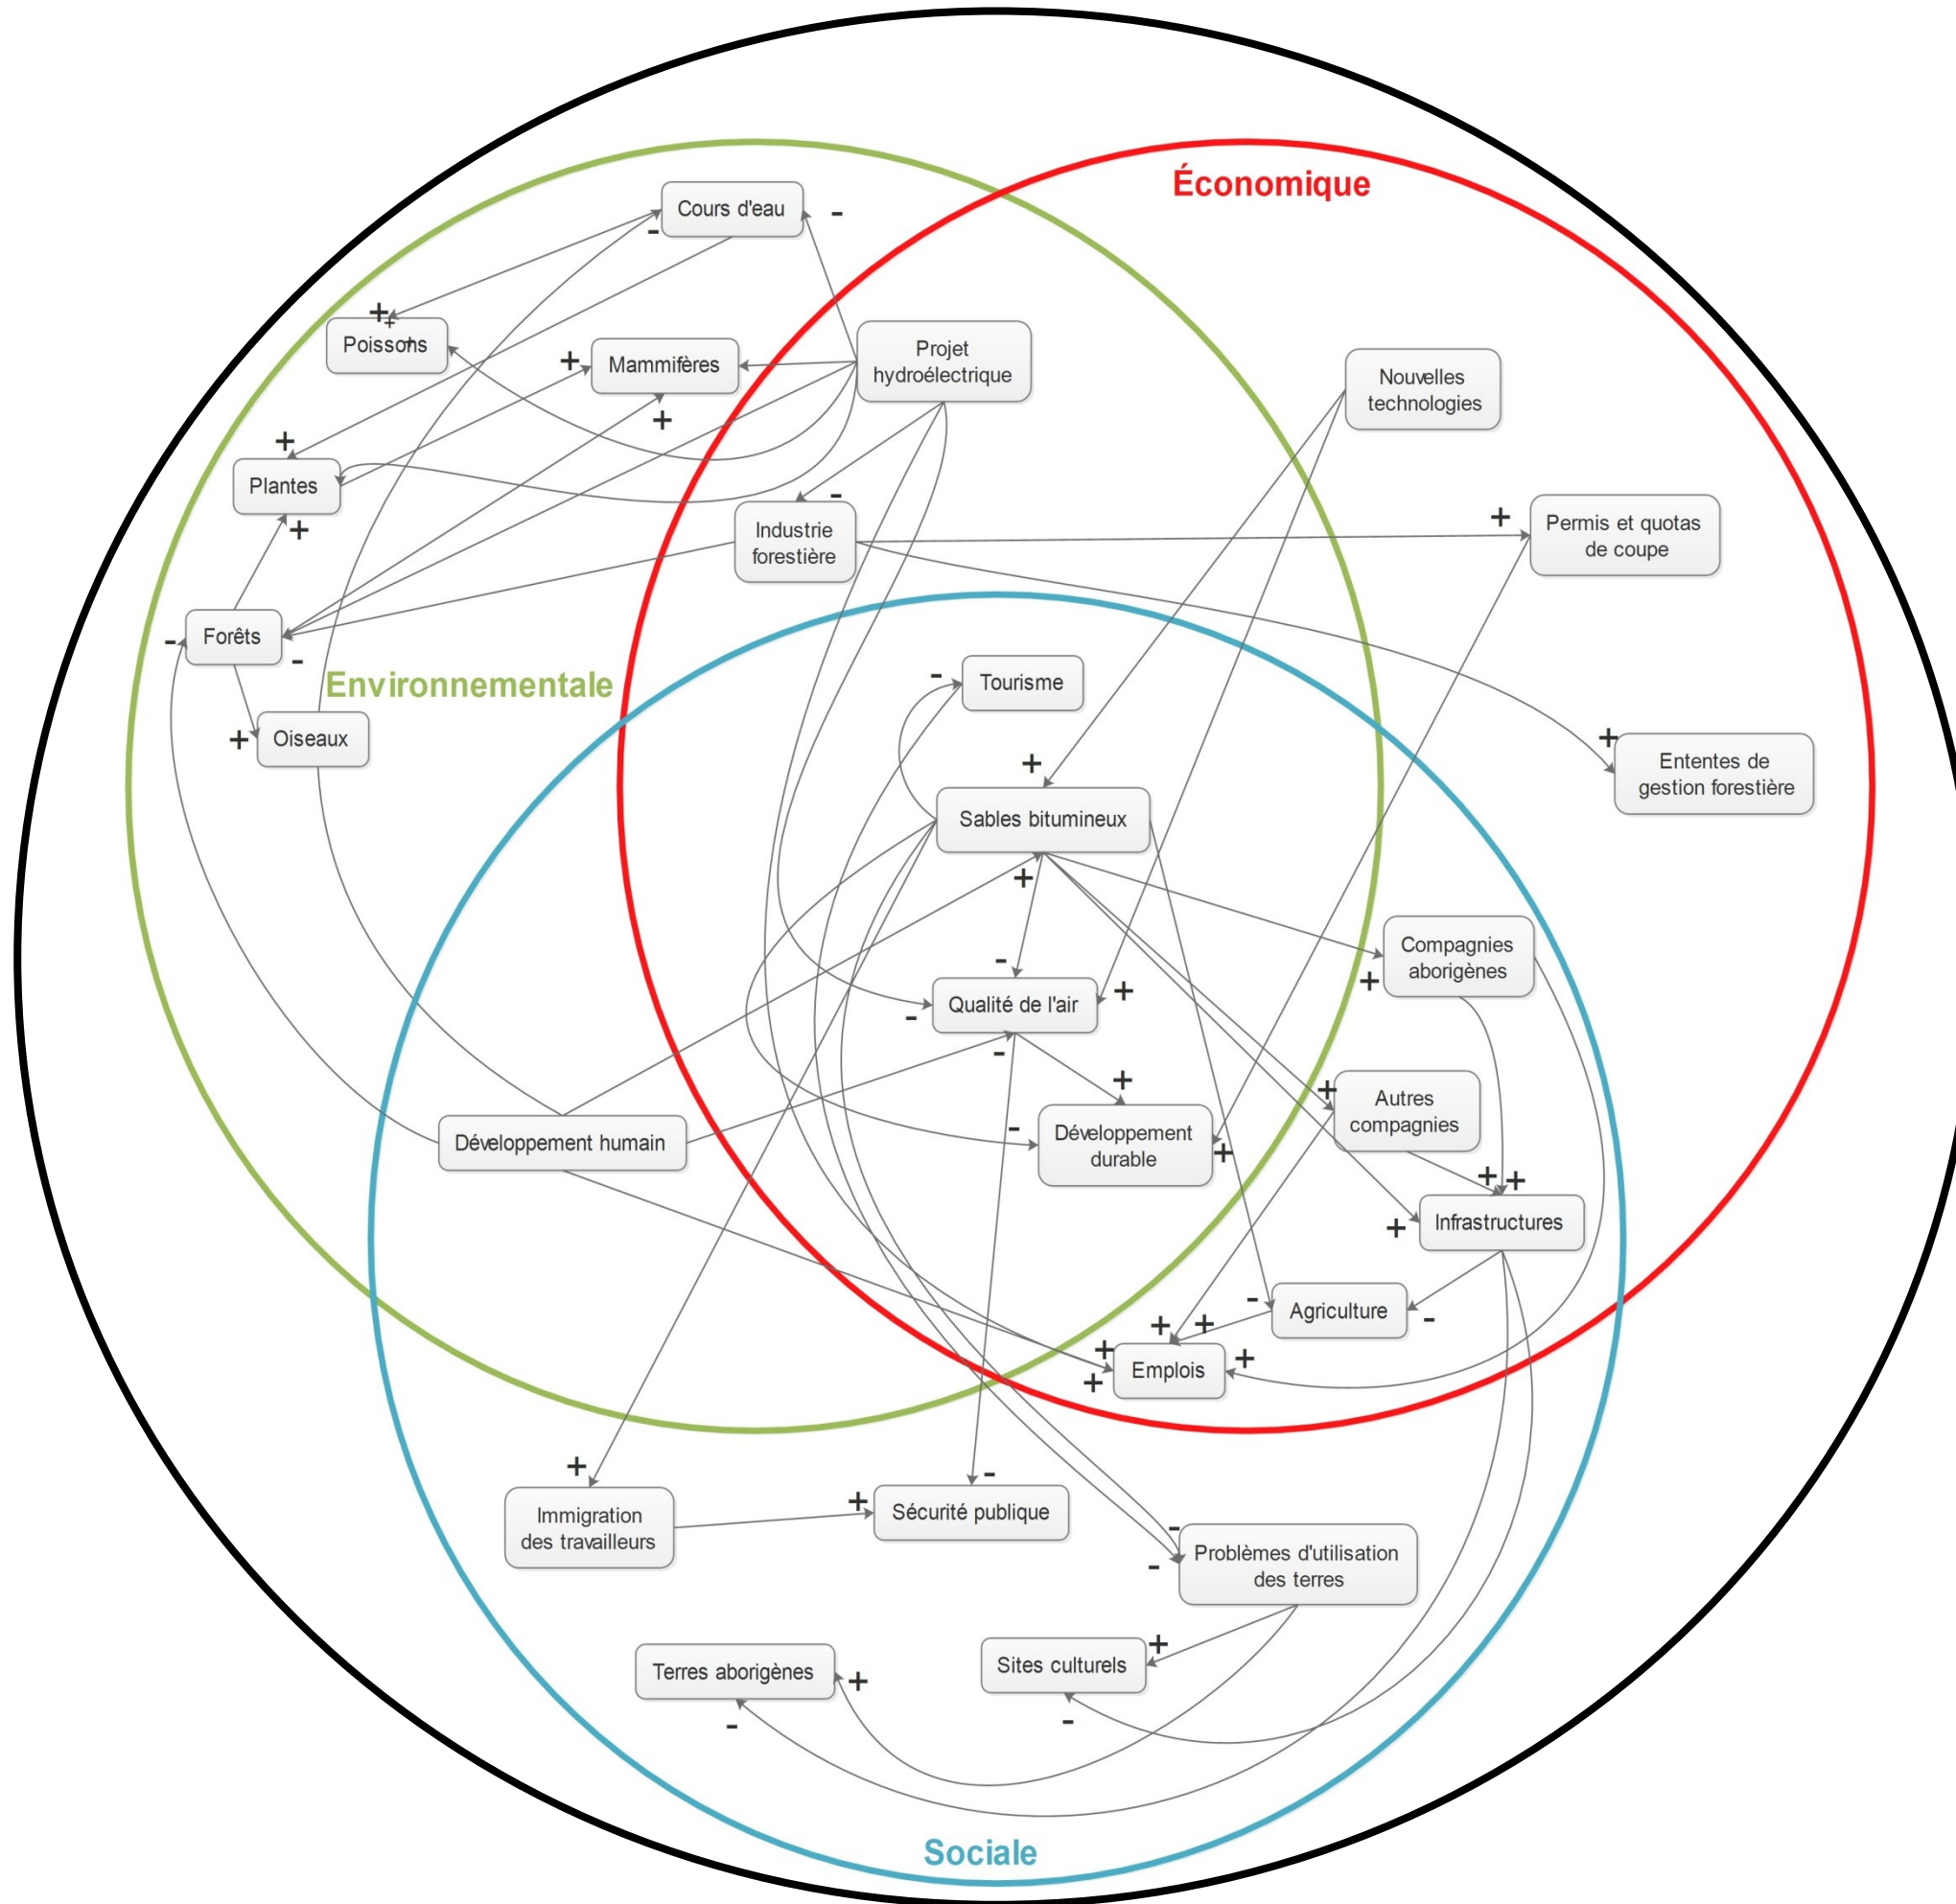 Économique
Cours d'eau
-
-
+
+
Poissons
+
Mammifères
+
+
Projet
hydroélectrique
Nouvelles
technologies
+
Plantes
+
-
Industrie
forestière
+
Permis et quotas
de coupe
-
Forêts
-
Environnementale
+
Oiseaux
-
Tourisme
+
Ententes de
gestion forestière
+
Sables bitumineux
+
-
Compagnies
aborigènes
+
Qualité de l'air
+
-
-
+
+
Autres
compagnies
Développement humain
-
Développement
durable
+
+
+
Infrastructures
+
-
Agriculture
-
+
+
+
Emplois
+
+
+
Immigration
des travailleurs
+
Sécurité publique
-
-
-
Problèmes d'utilisation
des terres
Terres aborigènes
+
-
Sites culturels
+
-
Sociale